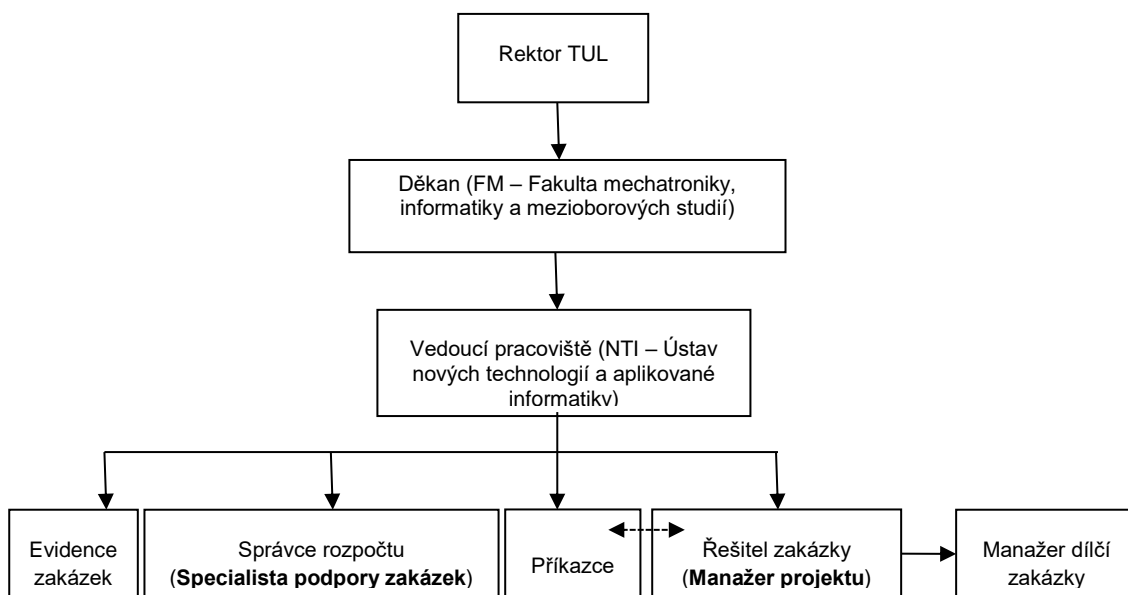 Rektor TUL
Děkan (FM – Fakulta mechatroniky,
informatiky a mezioborových studií)
Vedoucí pracoviště (NTI – Ústav
nových technologií a aplikované
informatiky)
Evidence
zakázek
Správce rozpočtu
(Specialista podpory zakázek)
Příkazce
Řešitel zakázky
(Manažer projektu)
Manažer dílčí
zakázky